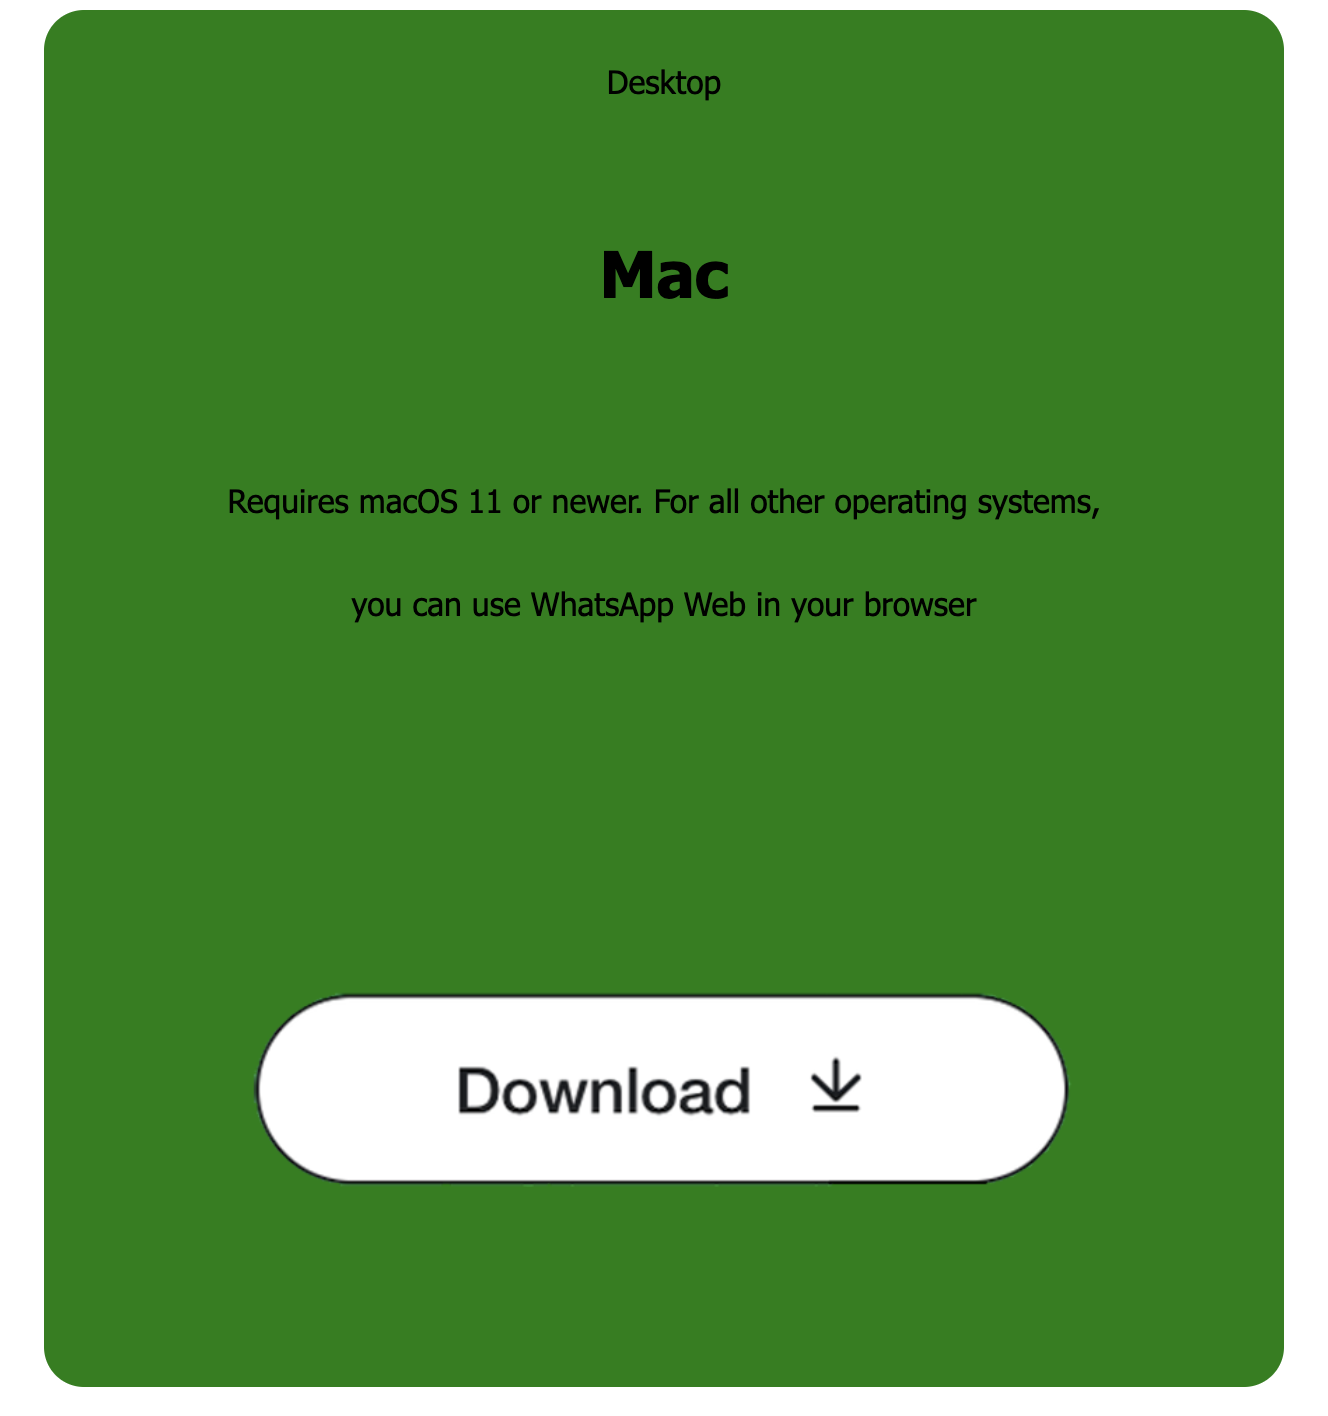 Desktop
Mac
Requires macOS 11 or newer. For all other operating systems,
you can use WhatsApp Web in your browser
Download